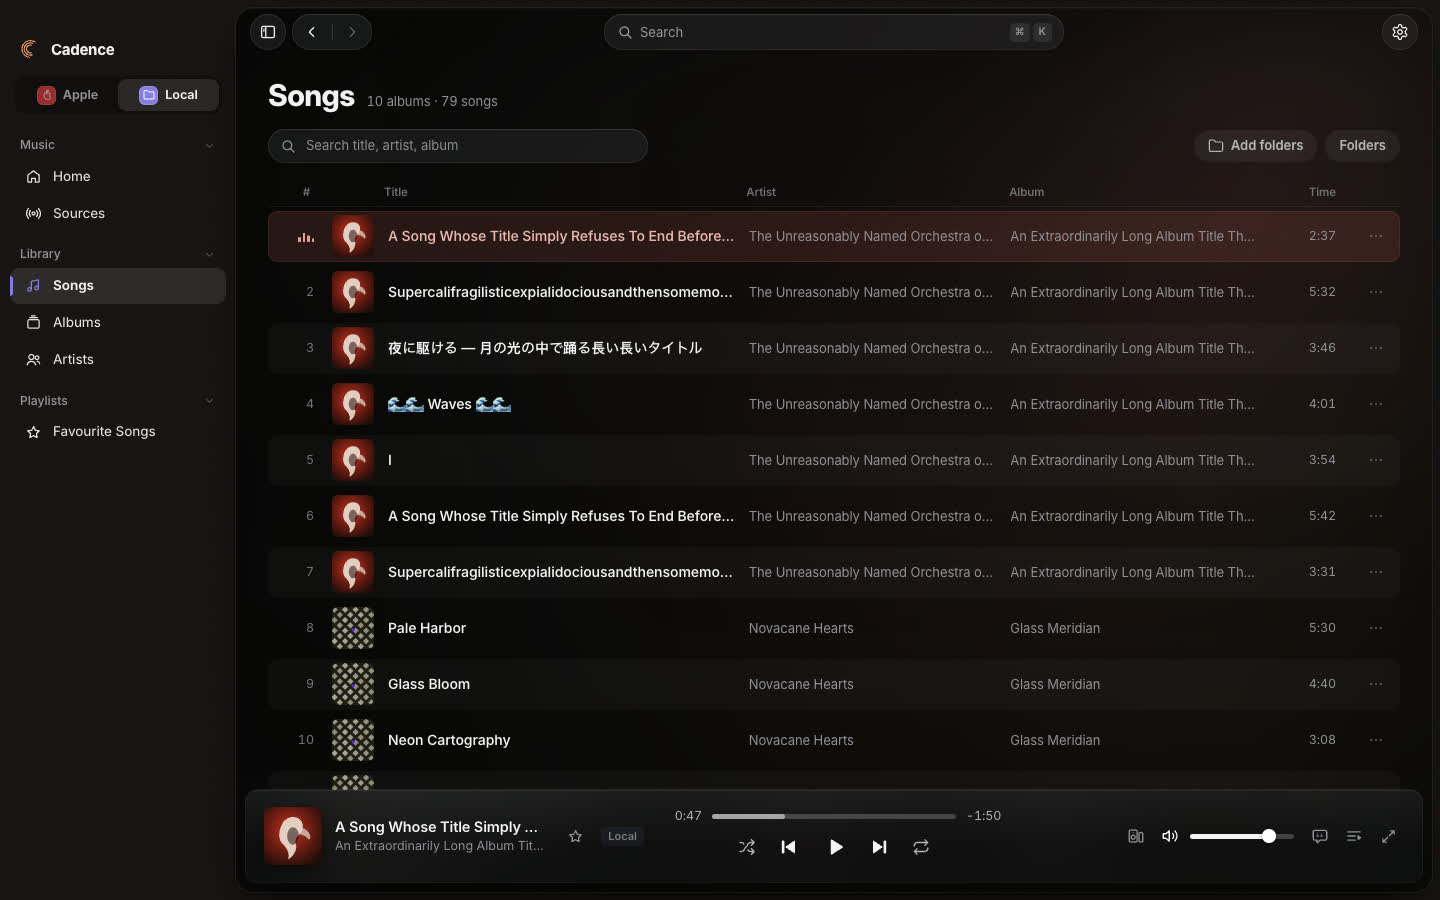 Cadence
Apple
Local
Music
Home
Sources
Library
Songs
Albums
Artists
Playlists
Favourite Songs
Search
⌘ K
Songs
10 albums · 79 songs
Search title, artist, album
Add folders
Folders
# Title Artist Album Time
A Song Whose Title Simply Refuses To End Before... The Unreasonably Named Orchestra o... An Extraordinarily Long Album Title Th... 2:37
2 Supercalifragilisticexpialidociousandthensomemo... The Unreasonably Named Orchestra o... An Extraordinarily Long Album Title Th... 5:32
3 夜に駆ける — 月の光の中で踊る長い長いタイトル The Unreasonably Named Orchestra o... An Extraordinarily Long Album Title Th... 3:46
4 🌊🌊 Waves 🌊🌊 The Unreasonably Named Orchestra o... An Extraordinarily Long Album Title Th... 4:01
5 I The Unreasonably Named Orchestra o... An Extraordinarily Long Album Title Th... 3:54
6 A Song Whose Title Simply Refuses To End Before... The Unreasonably Named Orchestra o... An Extraordinarily Long Album Title Th... 5:42
7 Supercalifragilisticexpialidociousandthensomemo... The Unreasonably Named Orchestra o... An Extraordinarily Long Album Title Th... 3:31
8 Pale Harbor Novacane Hearts Glass Meridian 5:30
9 Glass Bloom Novacane Hearts Glass Meridian 4:40
10 Neon Cartography Novacane Hearts Glass Meridian 3:08
A Song Whose Title Simply ...
An Extraordinarily Long Album Tit...
Local
0:47
-1:50